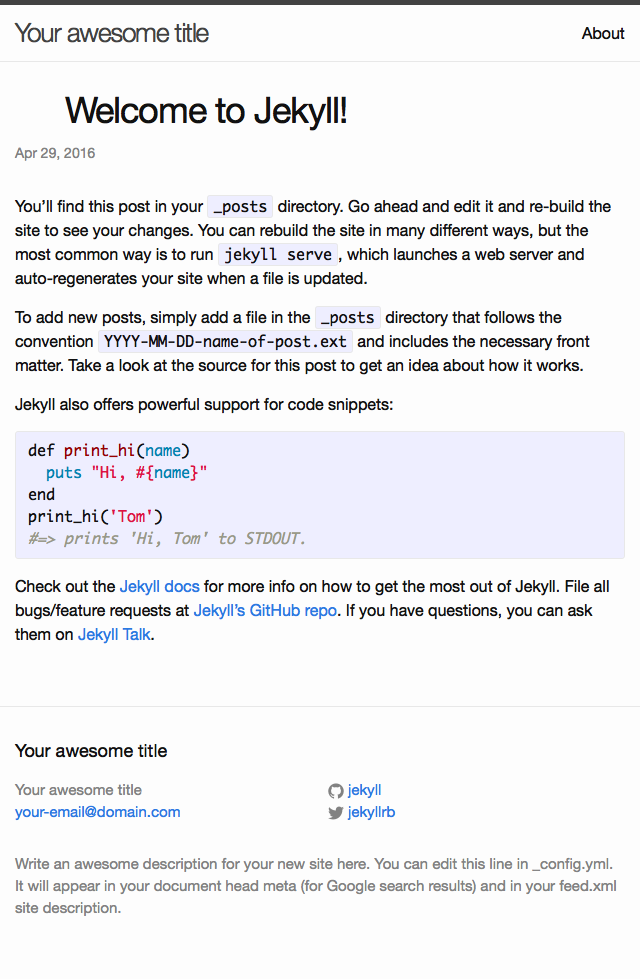 Your awesome title
About
Welcome to Jekyll!
Apr 29, 2016
You’ll find this post in your _posts directory. Go ahead and edit it and re-build the
site to see your changes. You can rebuild the site in many different ways, but the
most common way is to run jekyll serve, which launches a web server and
auto-regenerates your site when a file is updated.
To add new posts, simply add a file in the _posts directory that follows the
convention YYYY-MM-DD-name-of-post.ext and includes the necessary front
matter. Take a look at the source for this post to get an idea about how it works.
Jekyll also offers powerful support for code snippets:
def print_hi(name)
  puts "Hi, #{name}"
end
print_hi('Tom')
#=> prints 'Hi, Tom' to STDOUT.
Check out the Jekyll docs for more info on how to get the most out of Jekyll. File all
bugs/feature requests at Jekyll’s GitHub repo. If you have questions, you can ask
them on Jekyll Talk.
Your awesome title
Your awesome title
your-email@domain.com
jekyll
jekyllrb
Write an awesome description for your new site here. You can edit this line in _config.yml.
It will appear in your document head meta (for Google search results) and in your feed.xml
site description.